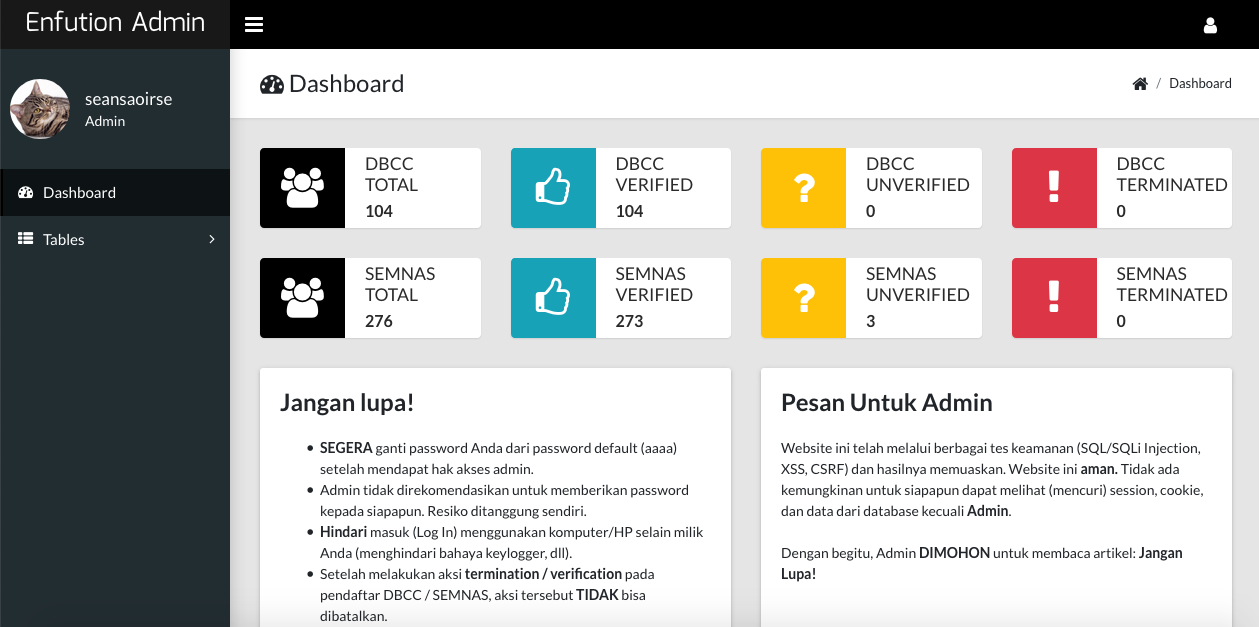 Enfution Admin
seansaoirse
Admin
Dashboard
Tables
Dashboard
/ Dashboard
DBCC
TOTAL
104
DBCC
VERIFIED
104
?
DBCC
UNVERIFIED
0
!
DBCC
TERMINATED
0
SEMNAS
TOTAL
276
SEMNAS
VERIFIED
273
?
SEMNAS
UNVERIFIED
3
!
SEMNAS
TERMINATED
0
Jangan lupa!
• SEGERA ganti password Anda dari password default (aaaa)
setelah mendapat hak akses admin.
• Admin tidak direkomendasikan untuk memberikan password
kepada siapapun. Resiko ditanggung sendiri.
• Hindari masuk (Log In) menggunakan komputer/HP selain milik
Anda (menghindari bahaya keylogger, dll).
• Setelah melakukan aksi termination / verification pada
pendaftar DBCC / SEMNAS, aksi tersebut TIDAK bisa
dibatalkan.
Pesan Untuk Admin
Website ini telah melalui berbagai tes keamanan (SQL/SQLi Injection,
XSS, CSRF) dan hasilnya memuaskan. Website ini aman. Tidak ada
kemungkinan untuk siapapun dapat melihat (mencuri) session, cookie,
dan data dari database kecuali Admin.
Dengan begitu, Admin DIMOHON untuk membaca artikel: Jangan
Lupa!